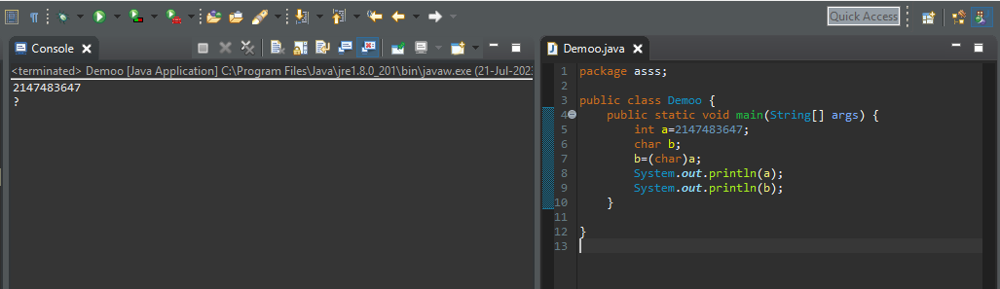 Quick Access
Console
<terminated> Demoo [Java Application] C:\Program Files\Java\jre1.8.0_201\bin\javaw.exe (21-Jul-202
2147483647
?
Demoo.java
1 package asss;
2
3 public class Demoo {
4 public static void main(String[] args) {
5 int a=2147483647;
6 char b;
7 b=(char)a;
8 System.out.println(a);
9 System.out.println(b);
10 }
11
12 }
13